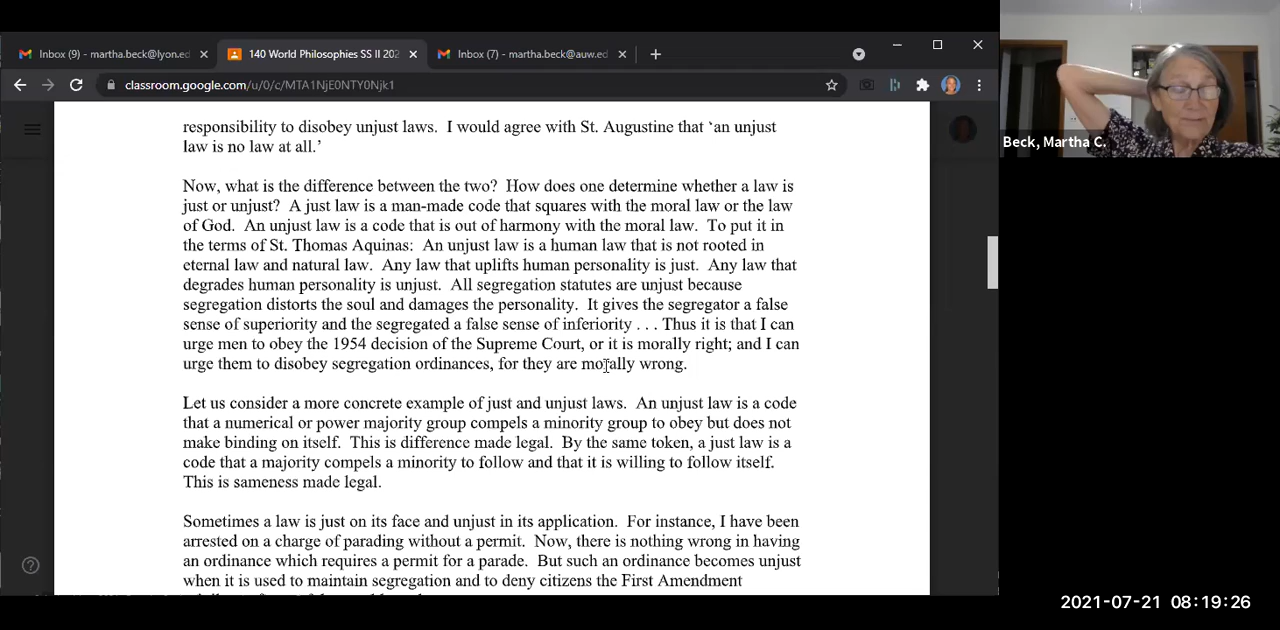 Inbox (9) - martha.beck@lyon.ed
140 World Philosophies SS II 202
Inbox (7) - martha.beck@auw.ed
classroom.google.com/u/0/c/MTA1NjE0NTY0Njk1
responsibility to disobey unjust laws.  I would agree with St. Augustine that ‘an unjust
law is no law at all.’
Now, what is the difference between the two?  How does one determine whether a law is
just or unjust?  A just law is a man-made code that squares with the moral law or the law
of God.  An unjust law is a code that is out of harmony with the moral law.  To put it in
the terms of St. Thomas Aquinas:  An unjust law is a human law that is not rooted in
eternal law and natural law.  Any law that uplifts human personality is just.  Any law that
degrades human personality is unjust.  All segregation statutes are unjust because
segregation distorts the soul and damages the personality.  It gives the segregator a false
sense of superiority and the segregated a false sense of inferiority . . . Thus it is that I can
urge men to obey the 1954 decision of the Supreme Court, or it is morally right; and I can
urge them to disobey segregation ordinances, for they are morally wrong.
Let us consider a more concrete example of just and unjust laws.  An unjust law is a code
that a numerical or power majority group compels a minority group to obey but does not
make binding on itself.  This is difference made legal.  By the same token, a just law is a
code that a majority compels a minority to follow and that it is willing to follow itself.
This is sameness made legal.
Sometimes a law is just on its face and unjust in its application.  For instance, I have been
arrested on a charge of parading without a permit.  Now, there is nothing wrong in having
an ordinance which requires a permit for a parade.  But such an ordinance becomes unjust
when it is used to maintain segregation and to deny citizens the First Amendment
Beck, Martha C.
2021-07-21 08:19:26